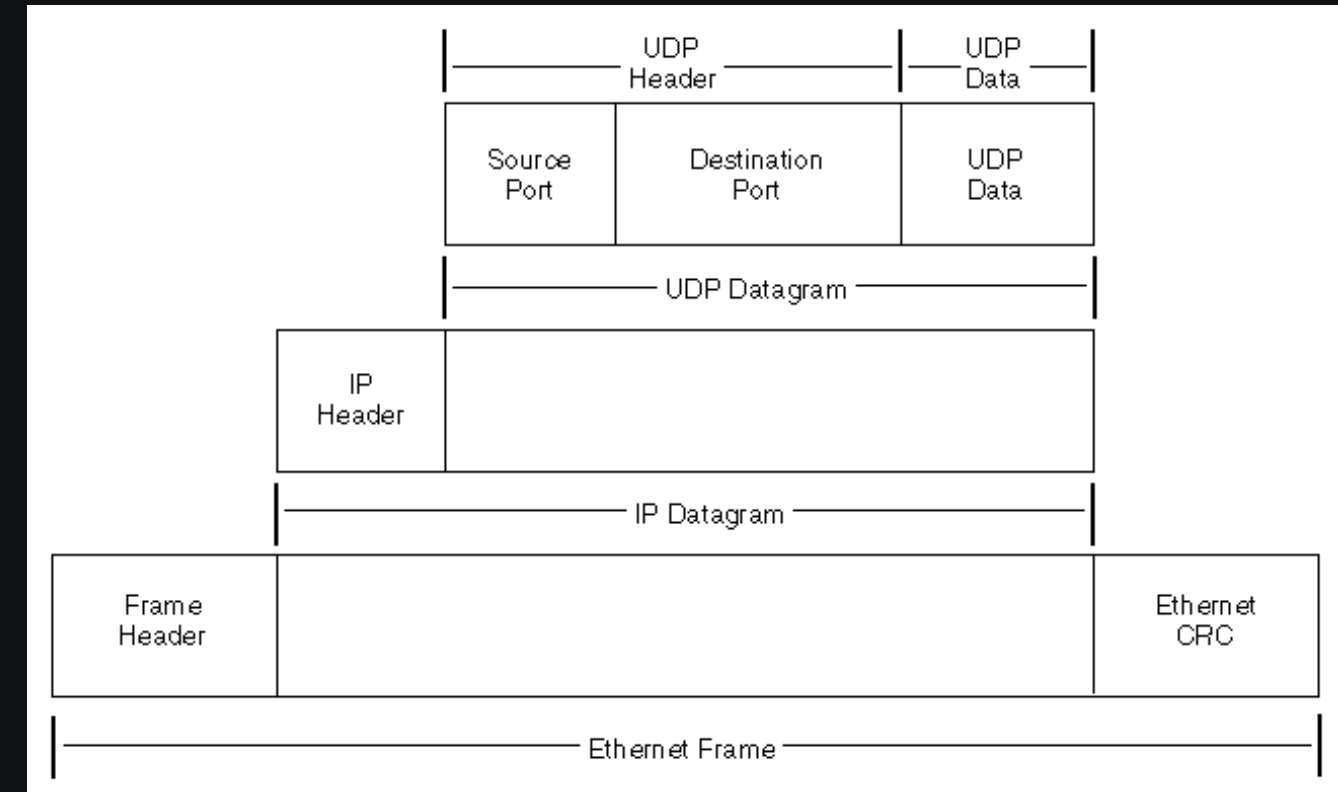 UDP
Header
UDP
Data
Source
Port
Destination
Port
UDP
Data
UDP Datagram
IP
Header
IP Datagram
Frame
Header
Ethernet
CRC
Ethernet Frame